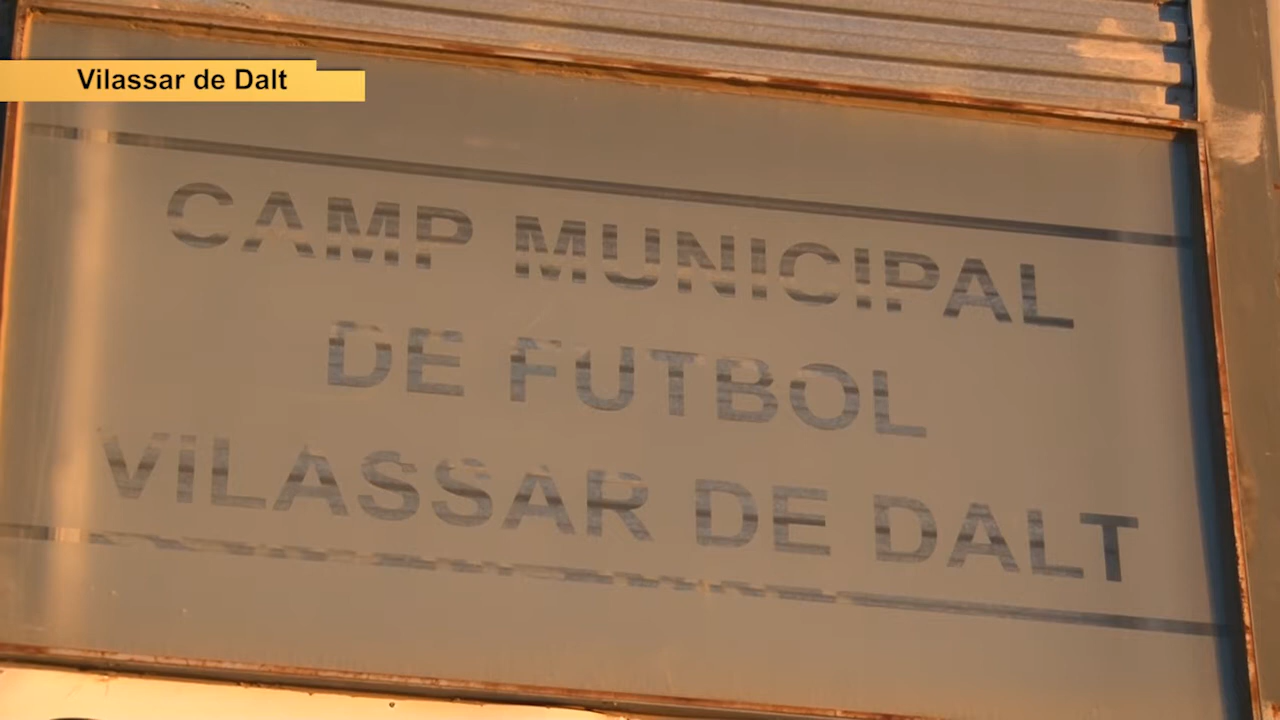 Vilassar de Dalt
CAMP MUNICIPAL
DE FUTBOL
ViLASSAR DE DALT